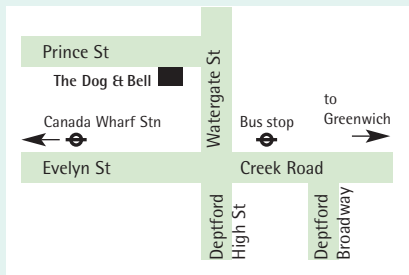 Prince St
The Dog & Bell
Watergate St
to
Greenwich
Canada Wharf Stn
Bus stop
Evelyn St
Creek Road
Deptford
High St
Deptford
Broadway